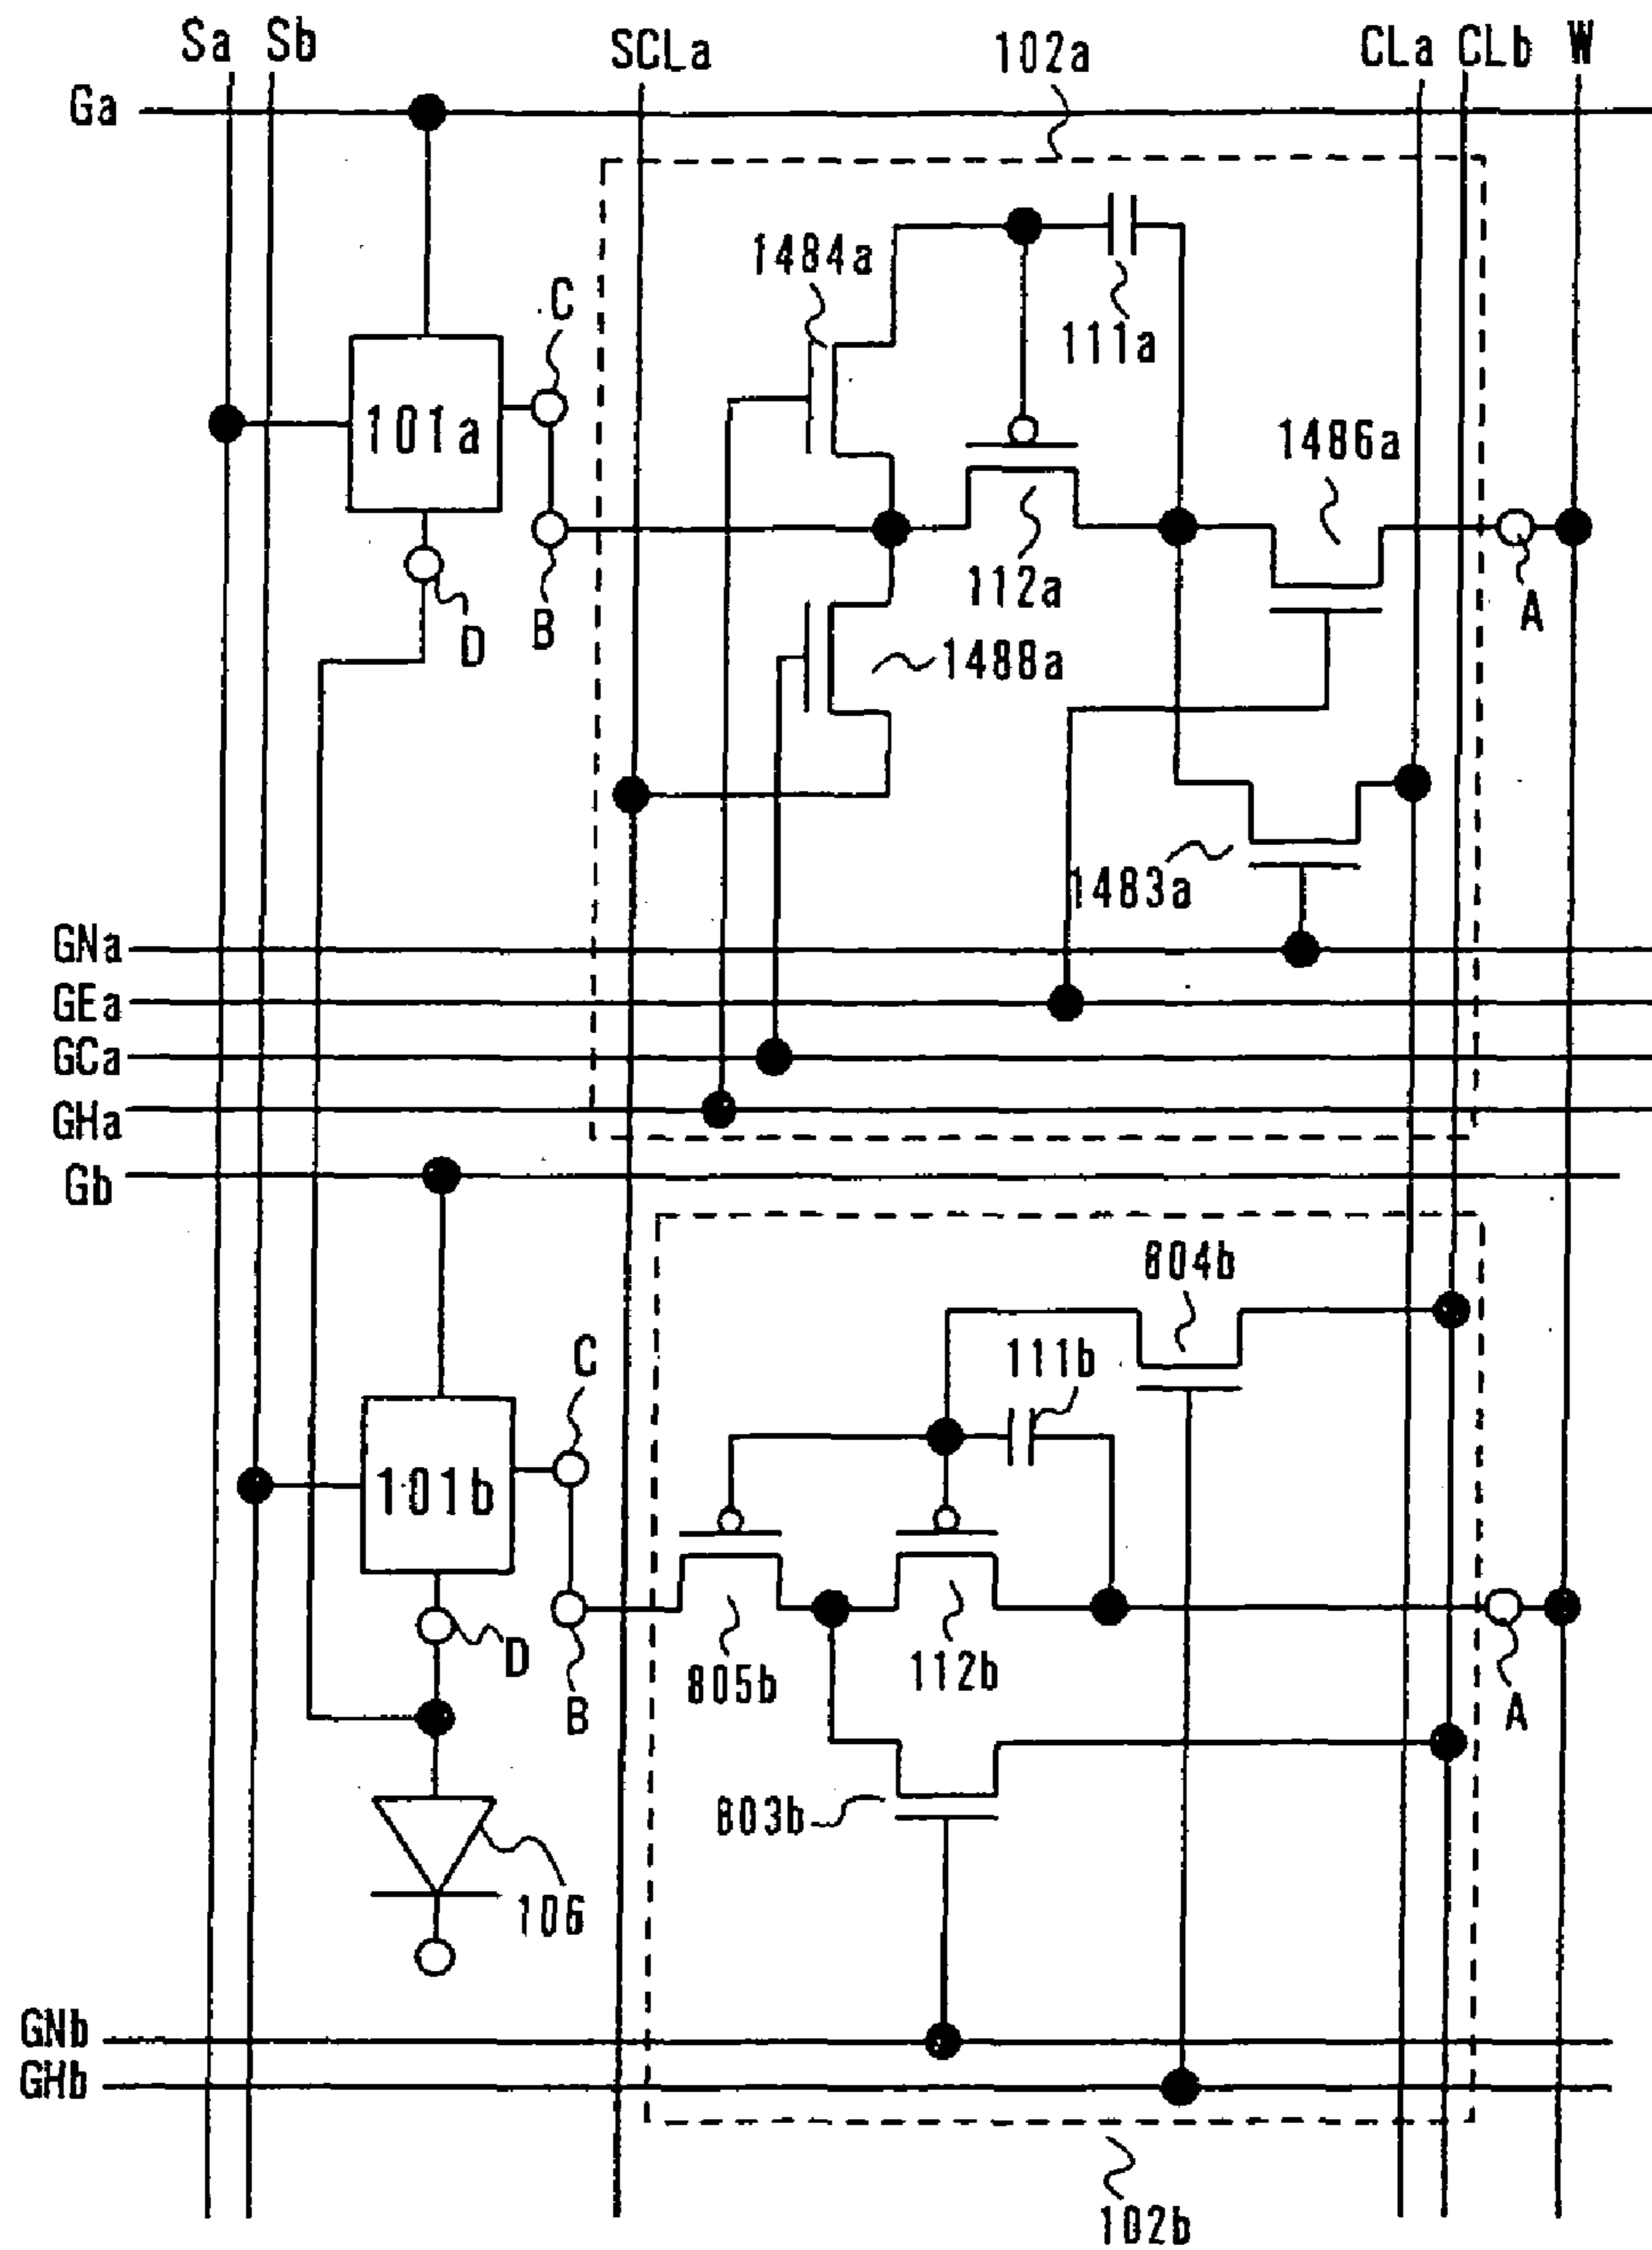 Sa Sb SCLa 102a CLa CLb W
Ga
1484a
C
111a
101a
1486a
112a
A
B
D
1488a
1483a
GNa
GEa
GCa
GHa
Gb
804b
C
111b
101b
D
805b
112b
B
A
803b
106
GNb
GHb
102b